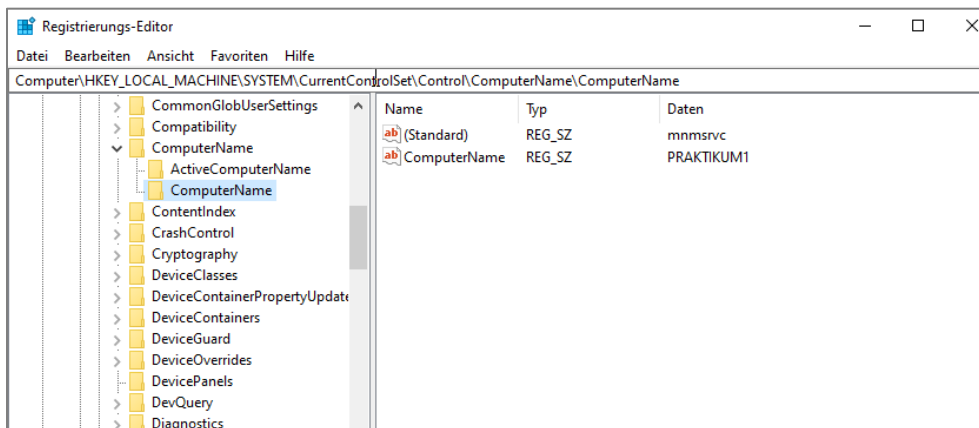 Registrierungs-Editor
Datei Bearbeiten Ansicht Favoriten Hilfe
Computer\HKEY_LOCAL_MACHINE\SYSTEM\CurrentControlSet\Control\ComputerName\ComputerName
CommonGlobUserSettings
Compatibility
ComputerName
ActiveComputerName
ComputerName
ContentIndex
CrashControl
Cryptography
DeviceClasses
DeviceContainerPropertyUpdate
DeviceContainers
DeviceGuard
DeviceOverrides
DevicePanels
DevQuery
Diagnostics
Name Typ Daten
ab (Standard) REG_SZ mnmsrvc
ab ComputerName REG_SZ PRAKTIKUM1